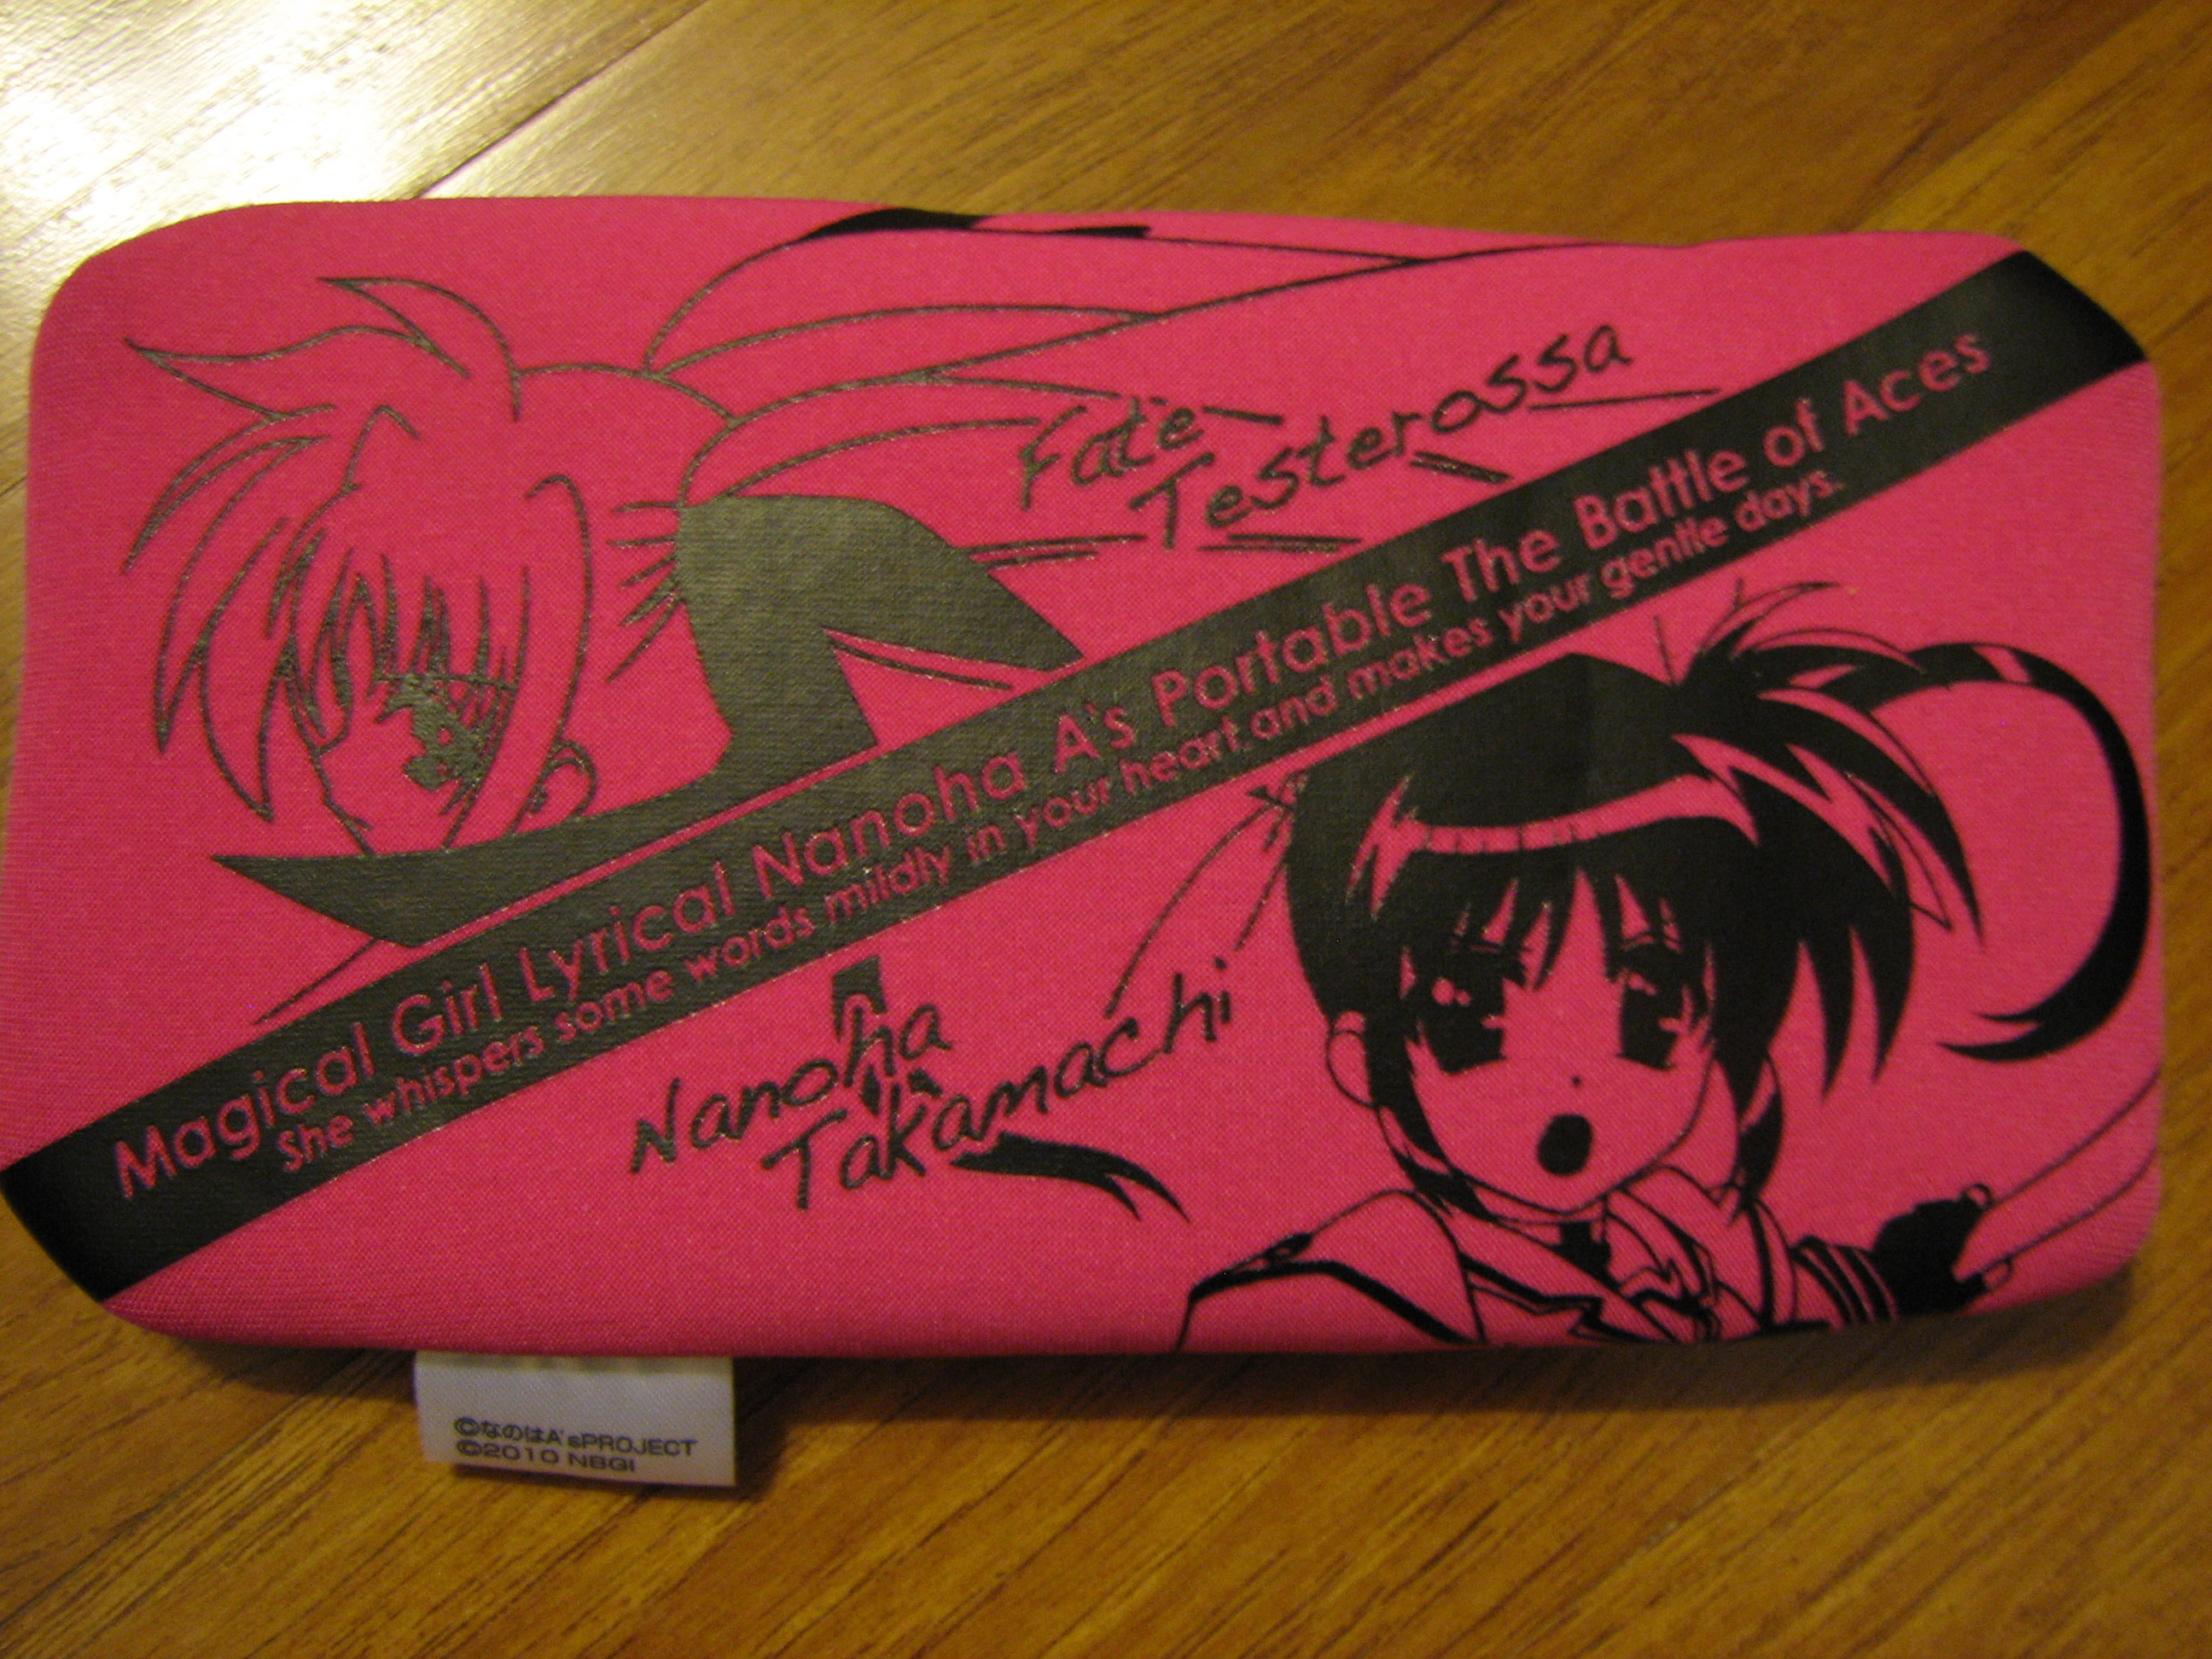 Fate
Testerossa
Magical Girl Lyrical Nanoha A's Portable The Battle of Aces
She whispers some words mildly in your heart and makes your gentle days.
Nanoha
Takamachi
©なのはA'sPROJECT
©2010 NBGI